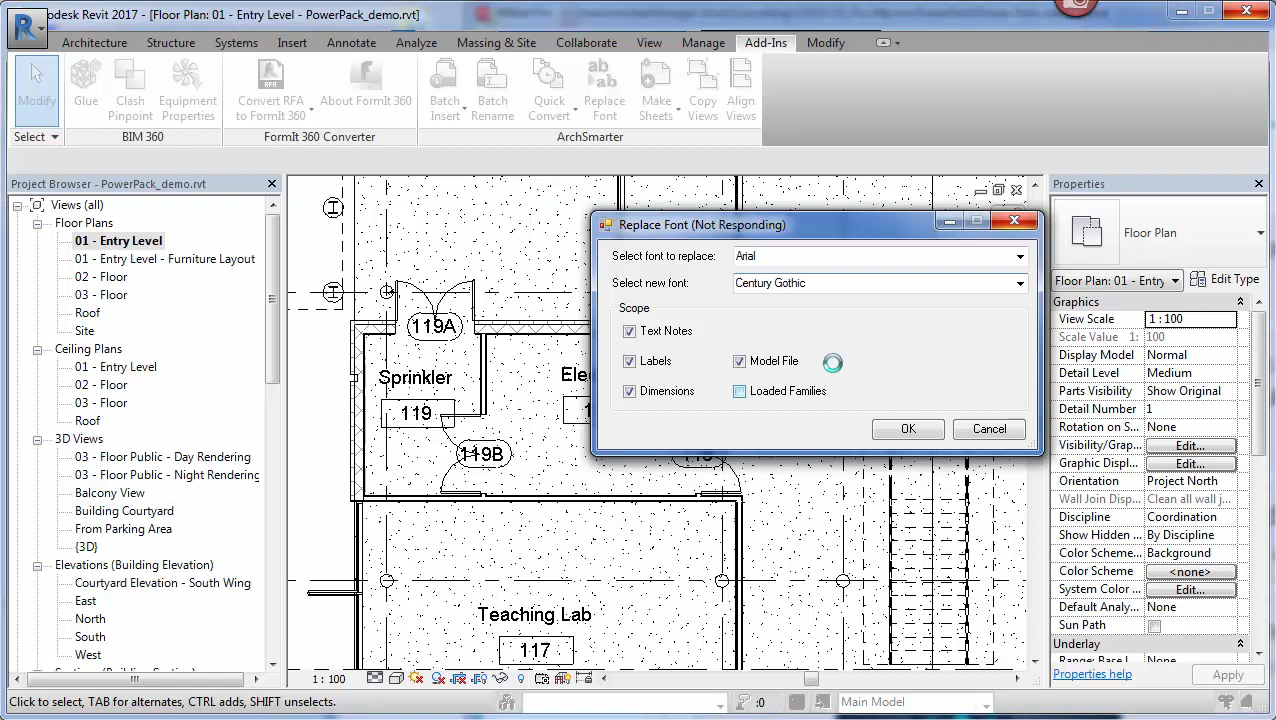 odesk Revit 2017 - [Floor Plan: 01 - Entry Level - PowerPack_demo.rvt]
Architecture Structure Systems Insert Annotate Analyze Massing & Site Collaborate View Manage Add-Ins Modify
Modify
Glue
Clash Pinpoint
Equipment Properties
Convert RFA to FormIt 360
About FormIt 360
Batch Insert
Batch Rename
Quick Convert
Replace Font
Make Sheets
Copy Views
Align Views
Select
BIM 360
FormIt 360 Converter
ArchSmarter
Project Browser - PowerPack_demo.rvt
Views (all)
Floor Plans
01 - Entry Level
01 - Entry Level - Furniture Layout
02 - Floor
03 - Floor
Roof
Site
Ceiling Plans
01 - Entry Level
02 - Floor
03 - Floor
Roof
3D Views
03 - Floor Public - Day Rendering
03 - Floor Public - Night Rendering
Balcony View
Building Courtyard
From Parking Area
{3D}
Elevations (Building Elevation)
Courtyard Elevation - South Wing
East
North
South
West
119A
Sprinkler
119
119B
Ele
Teaching Lab
117
Replace Font (Not Responding)
Select font to replace: Arial
Select new font: Century Gothic
Scope
Text Notes
Labels
Model File
Dimensions
Loaded Families
OK
Cancel
Properties
Floor Plan
Floor Plan: 01 - Entry
Edit Type
Graphics
View Scale 1 : 100
Scale Value 1: 100
Display Model Normal
Detail Level Medium
Parts Visibility Show Original
Detail Number 1
Rotation on S... None
Visibility/Grap... Edit...
Graphic Displ... Edit...
Orientation Project North
Wall Join Disp... Clean all wall j...
Discipline Coordination
Show Hidden ... By Discipline
Color Scheme... Background
Color Scheme <none>
System Color ... Edit...
Default Analy... None
Sun Path
Underlay
Properties help
Apply
1 : 100
Click to select, TAB for alternates, CTRL adds, SHIFT unselects.
:0
Main Model